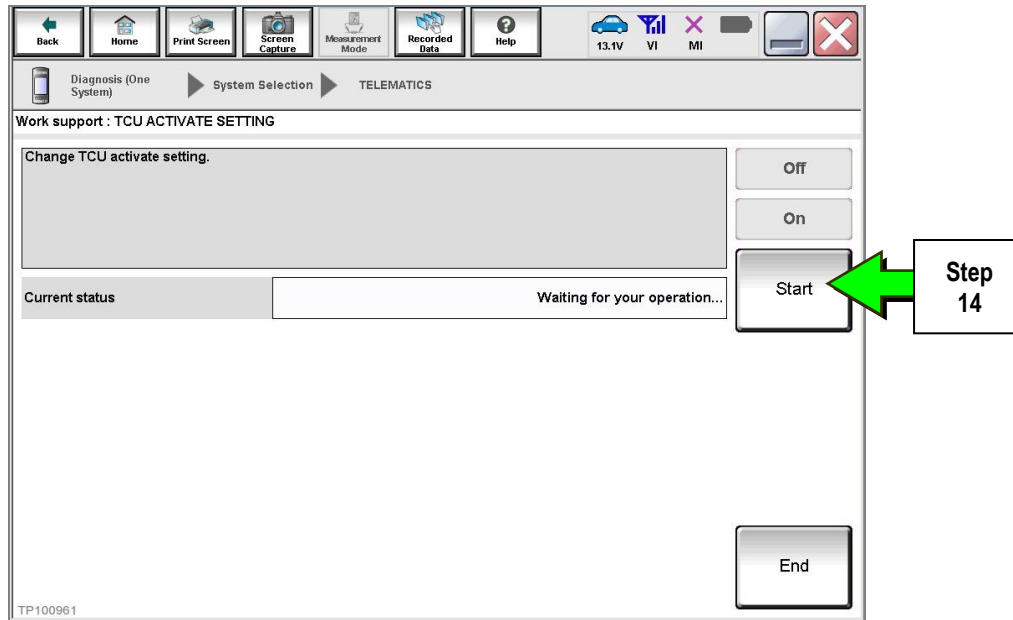 Back
Home
Print Screen
Screen
Capture
Measurement
Mode
Recorded
Data
Help
13.1V
VI
MI
Diagnosis (One
System)
System Selection
TELEMATICS
Work support : TCU ACTIVATE SETTING
Change TCU activate setting.
Off
On
Current status
Waiting for your operation...
Start
Step
14
End
TP100961